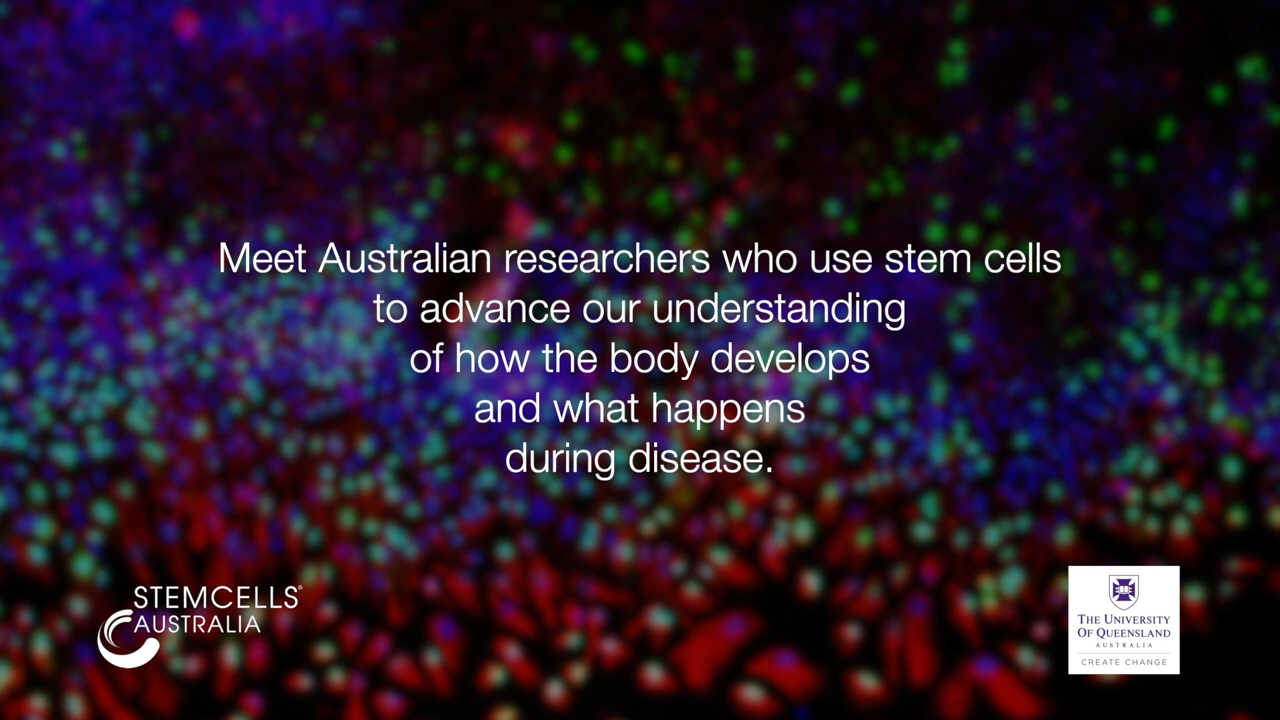 Meet Australian researchers who use stem cells
to advance our understanding
of how the body develops
and what happens
during disease.
STEMCELLS®
AUSTRALIA
THE UNIVERSITY
OF QUEENSLAND
AUSTRALIA
CREATE CHANGE